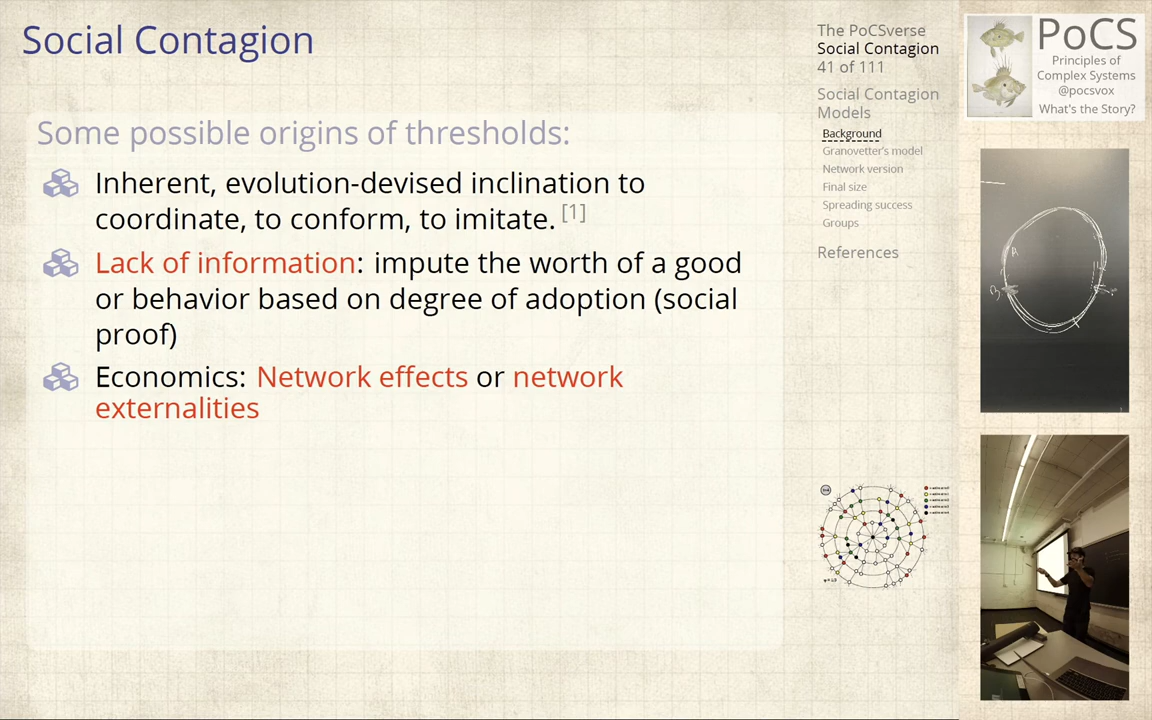 Social Contagion
Some possible origins of thresholds:
Inherent, evolution-devised inclination to
coordinate, to conform, to imitate. [1]
Lack of information: impute the worth of a good
or behavior based on degree of adoption (social
proof)
Economics: Network effects or network
externalities
The PoCSverse
Social Contagion
41 of 111
Social Contagion
Models
Background
Granovetter's model
Network version
Final size
Spreading success
Groups
References
PoCS
Principles of
Complex Systems
@pocsvox
What's the Story?